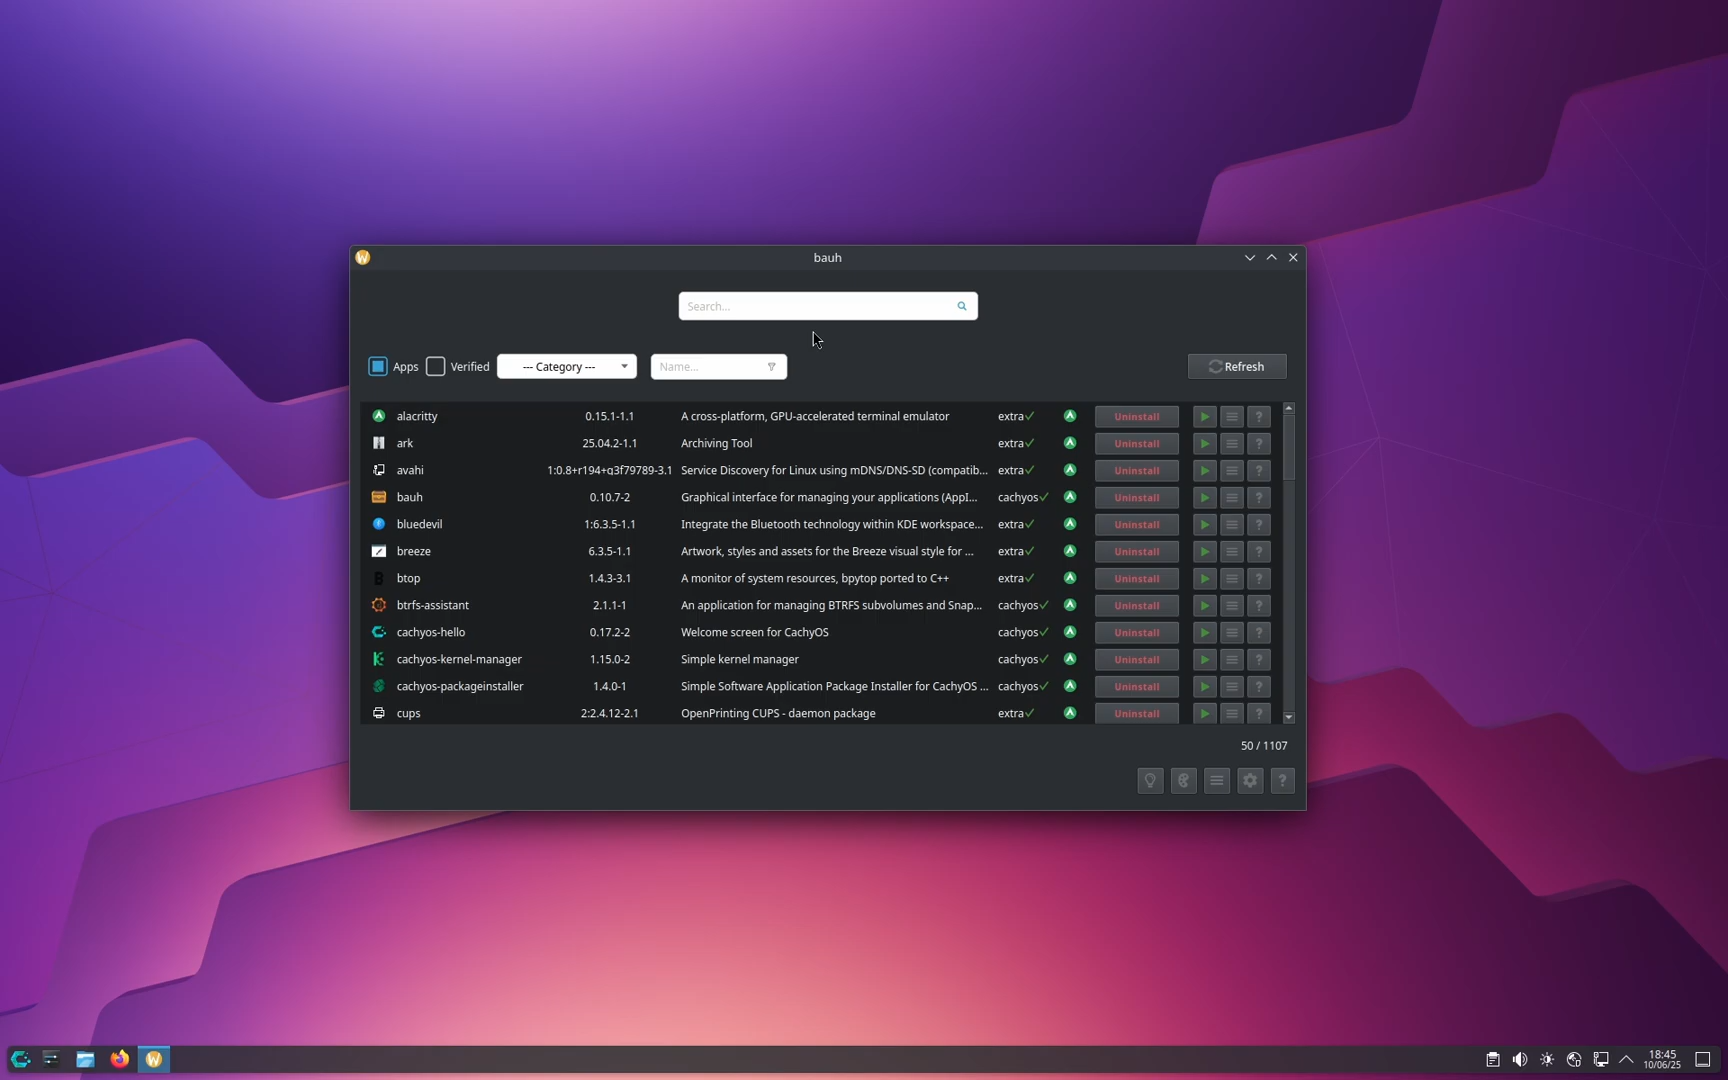 bauh
Search...
Apps Verified --- Category --- Name... Refresh
alacritty 0.15.1-1.1 A cross-platform, GPU-accelerated terminal emulator extra Uninstall
ark 25.04.2-1.1 Archiving Tool extra Uninstall
avahi 1:0.8+r194+g3f79789-3.1 Service Discovery for Linux using mDNS/DNS-SD (compatib... extra Uninstall
bauh 0.10.7-2 Graphical interface for managing your applications (AppI... cachyos Uninstall
bluedevil 1:6.3.5-1.1 Integrate the Bluetooth technology within KDE workspace... extra Uninstall
breeze 6.3.5-1.1 Artwork, styles and assets for the Breeze visual style for ... extra Uninstall
btop 1.4.3-3.1 A monitor of system resources, bpytop ported to C++ extra Uninstall
btrfs-assistant 2.1.1-1 An application for managing BTRFS subvolumes and Snap... cachyos Uninstall
cachyos-hello 0.17.2-2 Welcome screen for CachyOS cachyos Uninstall
cachyos-kernel-manager 1.15.0-2 Simple kernel manager cachyos Uninstall
cachyos-packageinstaller 1.4.0-1 Simple Software Application Package Installer for CachyOS ... cachyos Uninstall
cups 2:2.4.12-2.1 OpenPrinting CUPS - daemon package extra Uninstall
50 / 1107
18:45
10/06/25